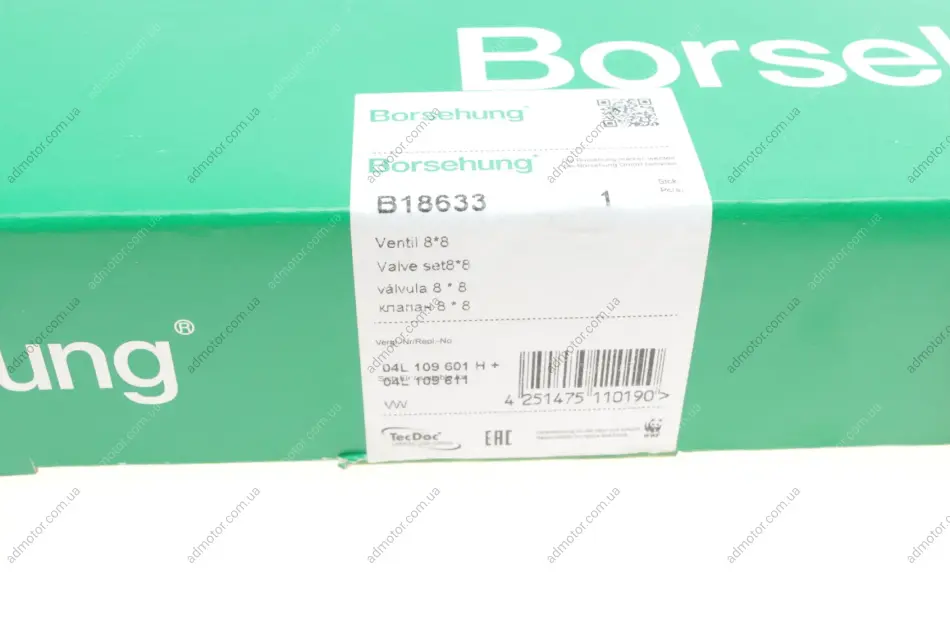 Borseh
Borsehung®
Borsehung®
B18633 1
Ventil 8*8
Valve set8*8
válvula 8 * 8
клапан 8 * 8
04L 109 601 H +
04L 109 611
VW
4 251475 110190 >
TecDoc
EAC
WWF
ung®
admotor.com.ua